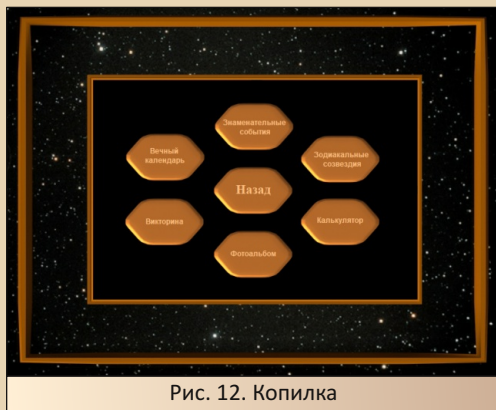 Знаменательные
события
Вечный
календарь
Зодиакальные
созвездия
Назад
Викторина
Калькулятор
Фотоальбом
Рис. 12. Копилка